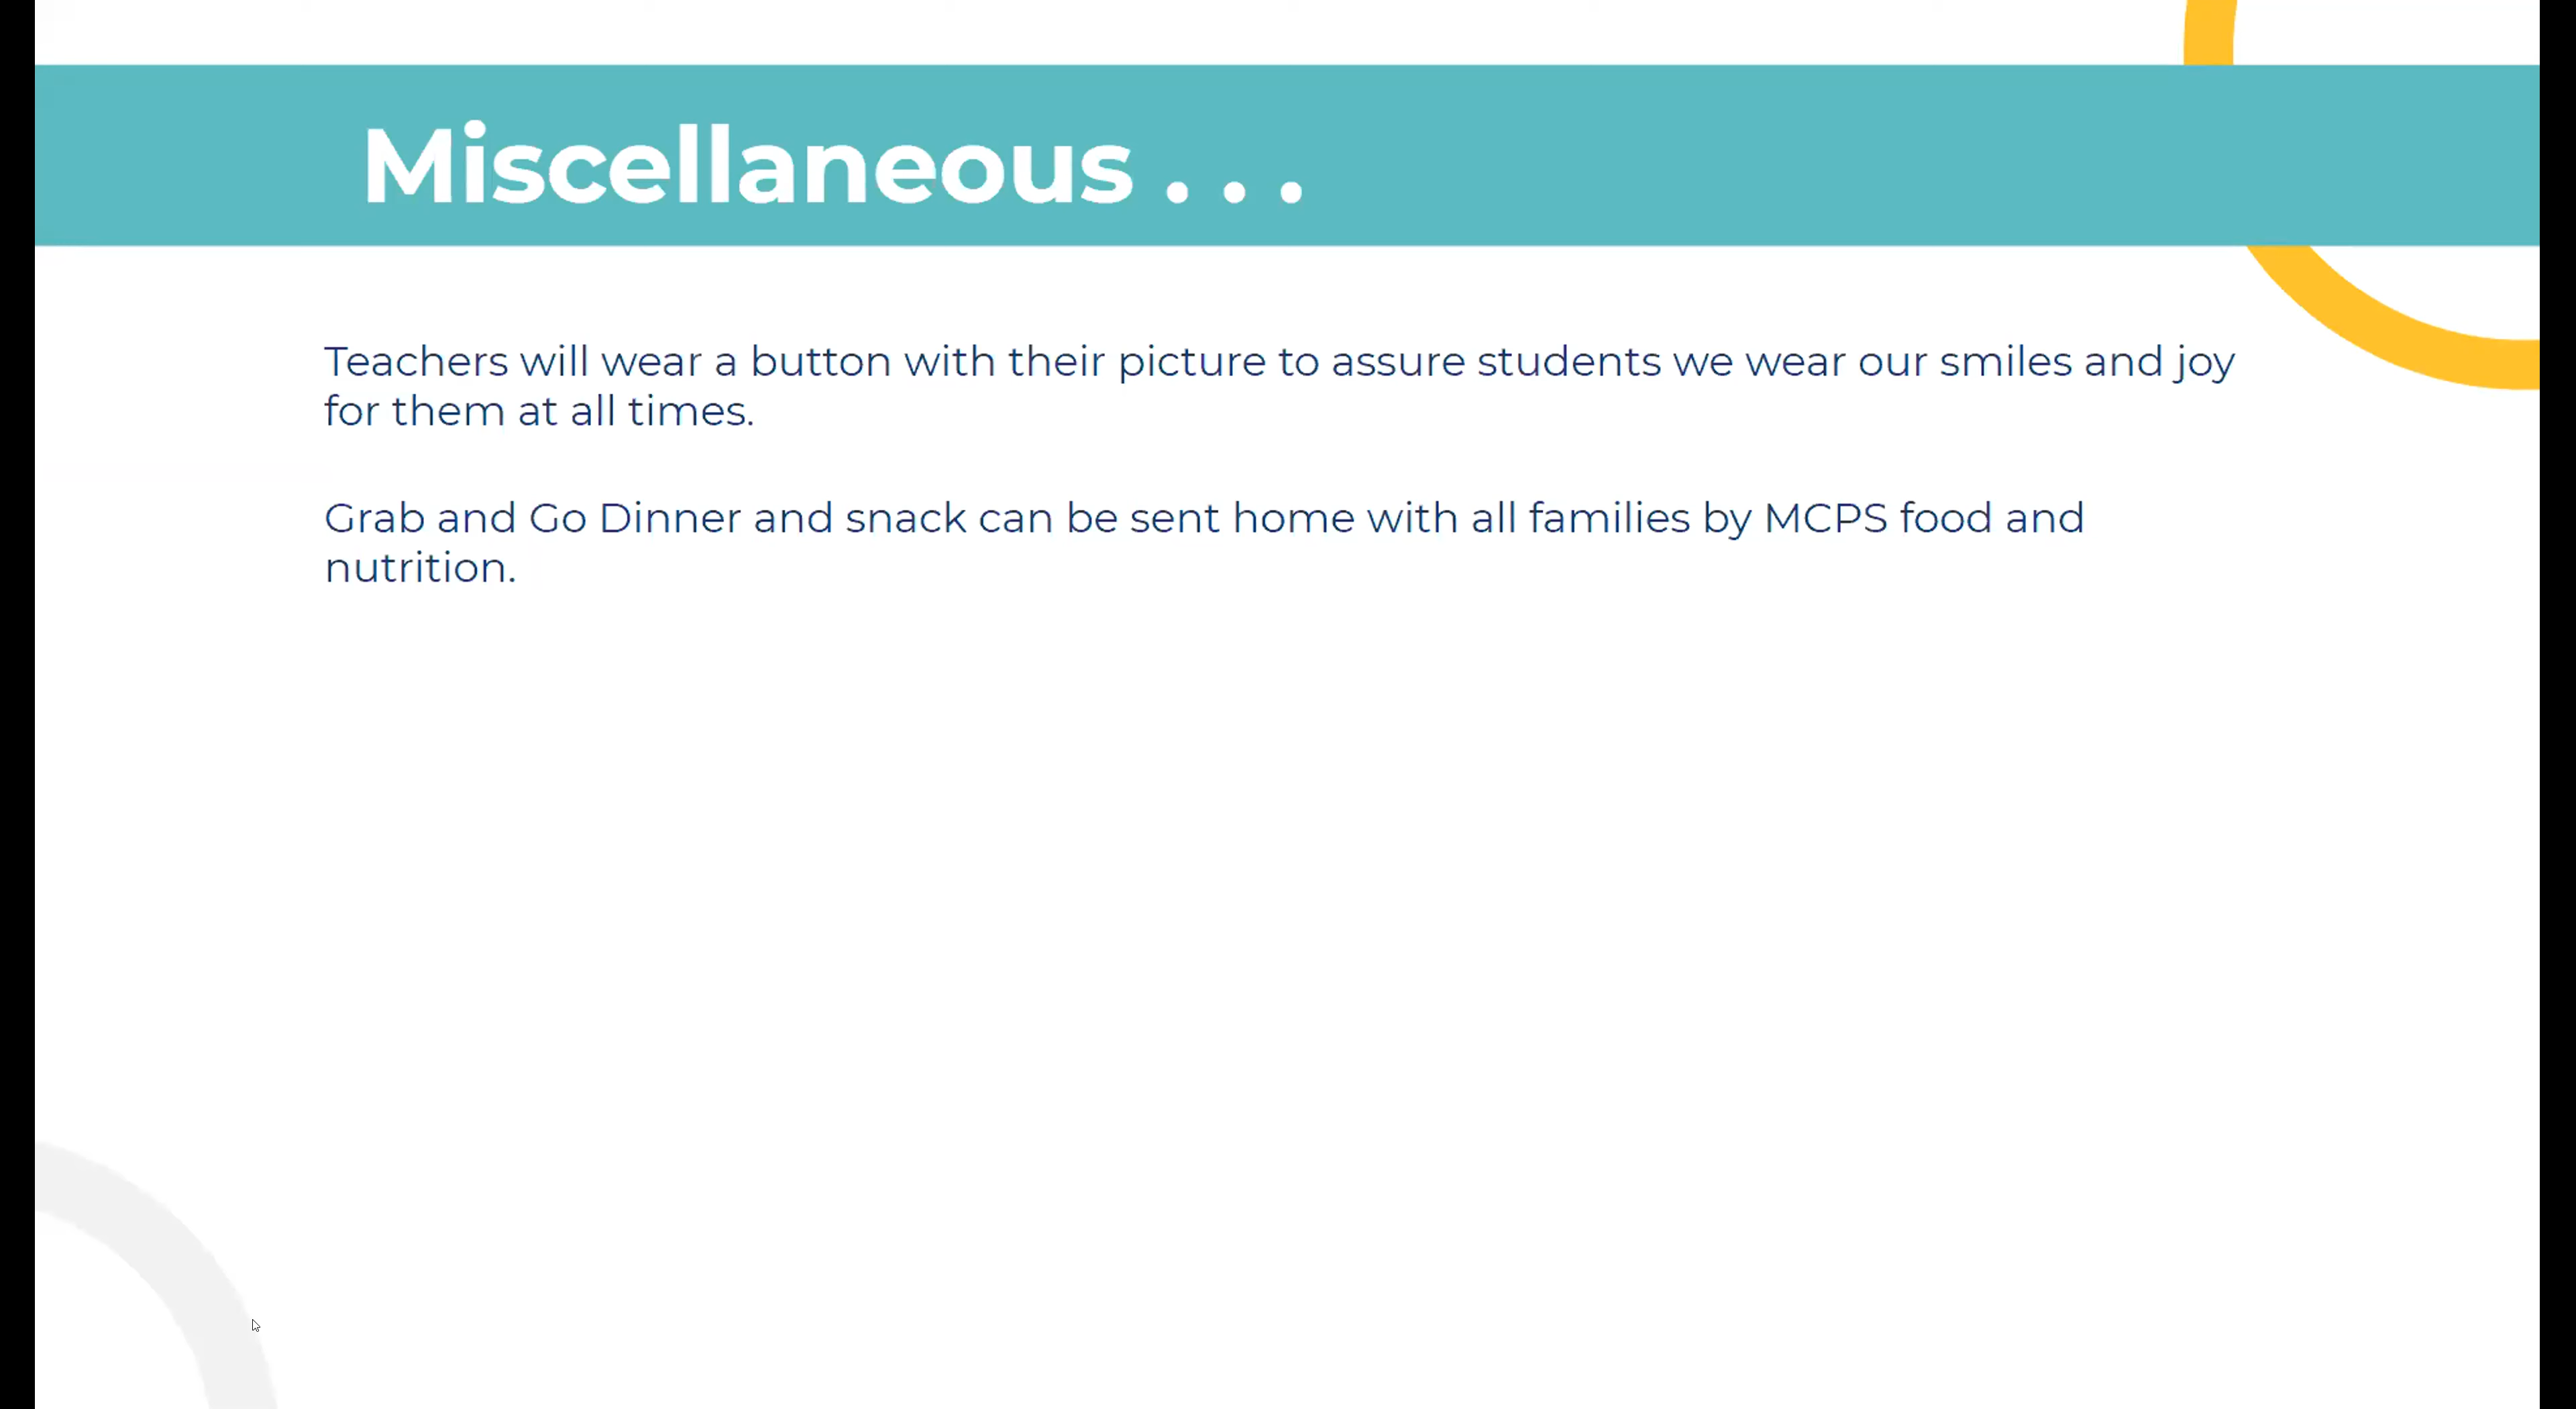 Miscellaneous . . .
Teachers will wear a button with their picture to assure students we wear our smiles and joy
for them at all times.
Grab and Go Dinner and snack can be sent home with all families by MCPS food and
nutrition.